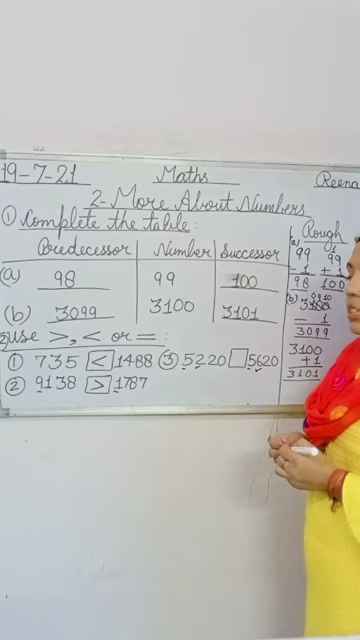 19-7-21 Maths Reena
2-More About Numbers
① Complete the table:
Predecessor Number Successor
(a) 98 99 100
(b) 3099 3100 3101
use >, < or =:
① 735 < 1488 ③ 5220 □ 5620
② 9138 > 1787
Rough
(a) 99 99
-1 +1
98 100
(b)
1
3099
3100
+1
3101